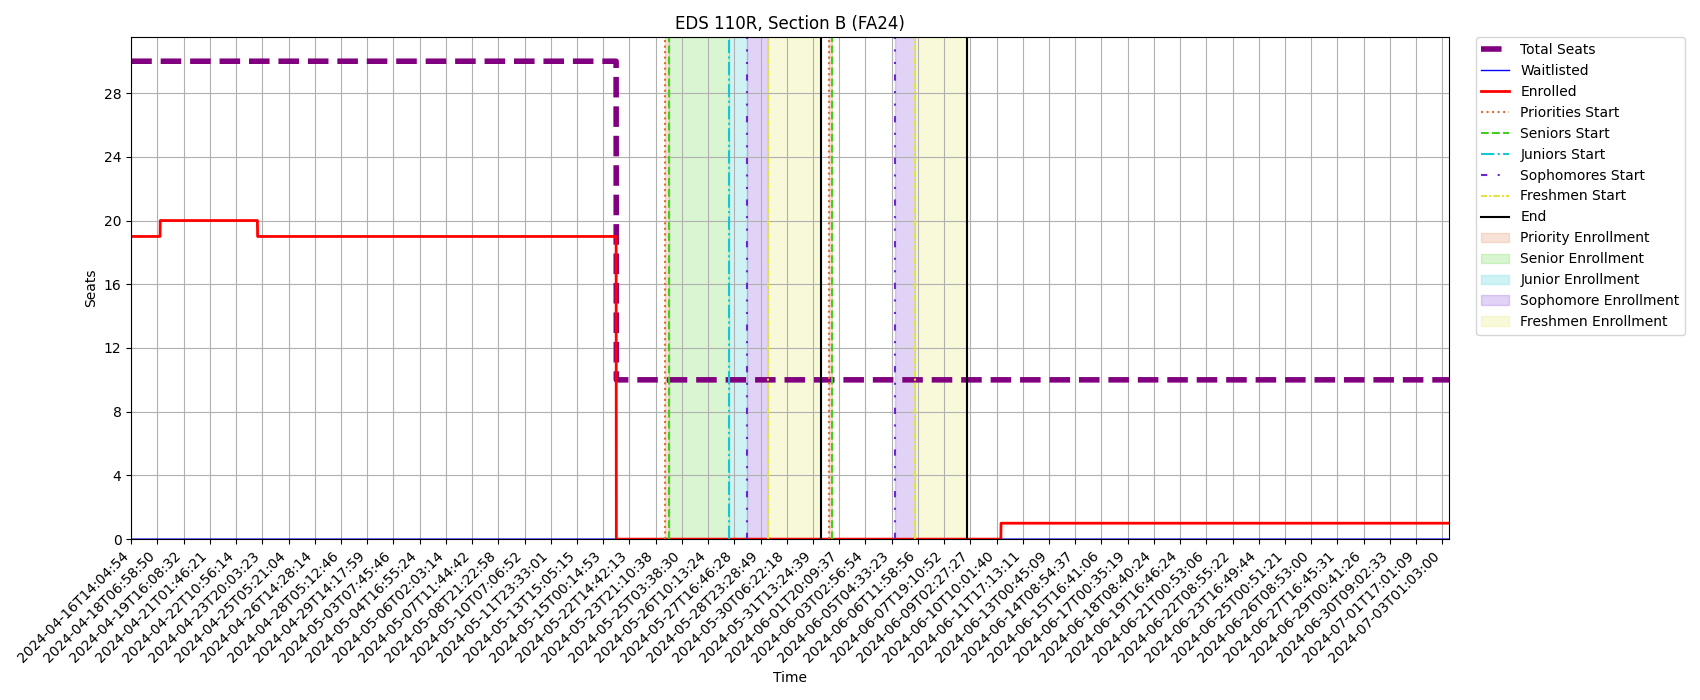 EDS 110R, Section B (FA24)
Seats
28
24
20
16
12
8
4
0
2024-04-16T14:04:54
2024-04-18T06:58:50
2024-04-19T16:08:32
2024-04-21T01:46:21
2024-04-22T10:56:14
2024-04-23T20:03:23
2024-04-25T05:21:04
2024-04-26T14:28:14
2024-04-28T05:12:46
2024-04-29T14:17:59
2024-05-03T07:45:46
2024-05-04T16:55:24
2024-05-06T02:03:14
2024-05-07T11:44:42
2024-05-08T21:22:58
2024-05-10T07:06:52
2024-05-11T23:33:01
2024-05-13T15:05:15
2024-05-15T00:14:53
2024-05-22T14:42:13
2024-05-23T21:10:38
2024-05-25T03:38:30
2024-05-26T10:13:24
2024-05-27T16:46:28
2024-05-28T23:28:49
2024-05-30T06:22:18
2024-05-31T13:24:39
2024-06-01T20:09:37
2024-06-03T02:56:54
2024-06-05T04:33:23
2024-06-06T11:58:56
2024-06-07T19:10:52
2024-06-09T02:27:27
2024-06-10T10:01:40
2024-06-11T17:13:11
2024-06-13T00:45:09
2024-06-14T08:54:37
2024-06-15T16:41:06
2024-06-17T00:35:19
2024-06-18T08:40:24
2024-06-19T16:46:24
2024-06-21T00:53:06
2024-06-22T08:55:22
2024-06-23T16:49:44
2024-06-25T00:51:21
2024-06-26T08:53:00
2024-06-27T16:45:31
2024-06-29T00:41:26
2024-06-30T09:02:33
2024-07-01T17:01:09
2024-07-03T01:03:00
Time
Total Seats
Waitlisted
Enrolled
Priorities Start
Seniors Start
Juniors Start
Sophomores Start
Freshmen Start
End
Priority Enrollment
Senior Enrollment
Junior Enrollment
Sophomore Enrollment
Freshmen Enrollment